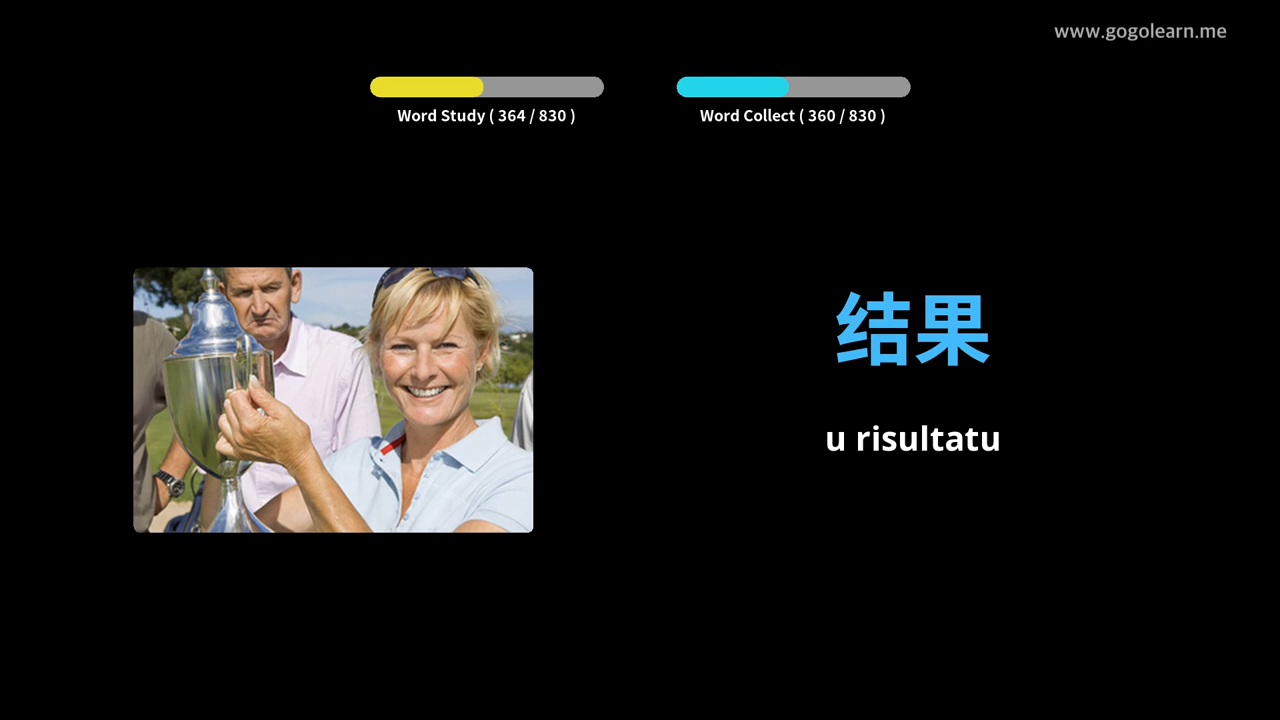 www.gogolearn.me
Word Study ( 364 / 830 )
Word Collect ( 360 / 830 )
结果
u risultatu